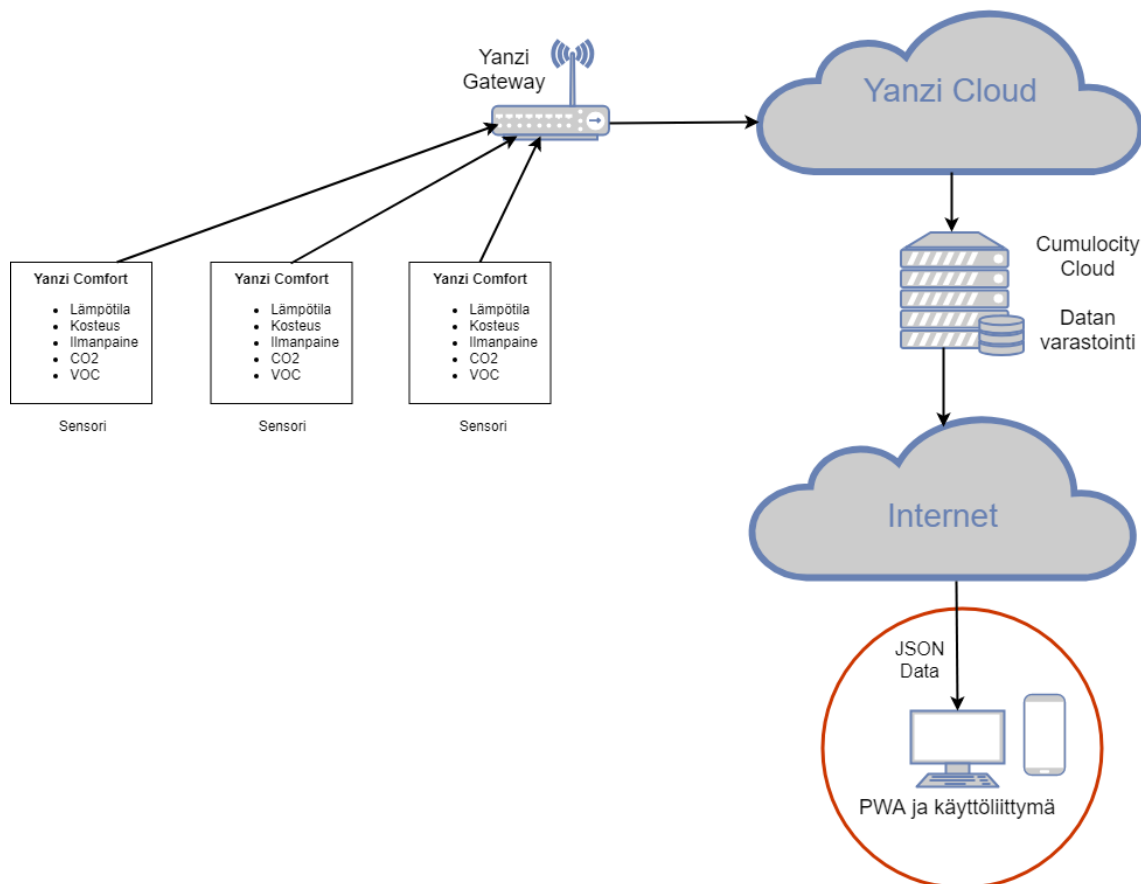 Yanzi
Gateway
Yanzi Cloud
Cumulocity
Cloud
Datan
varastointi
Yanzi Comfort
Lämpötila
Kosteus
Ilmanpaine
CO2
VOC
Sensori
Yanzi Comfort
Lämpötila
Kosteus
Ilmanpaine
CO2
VOC
Sensori
Yanzi Comfort
Lämpötila
Kosteus
Ilmanpaine
CO2
VOC
Sensori
Internet
JSON
Data
PWA ja käyttöliittymä